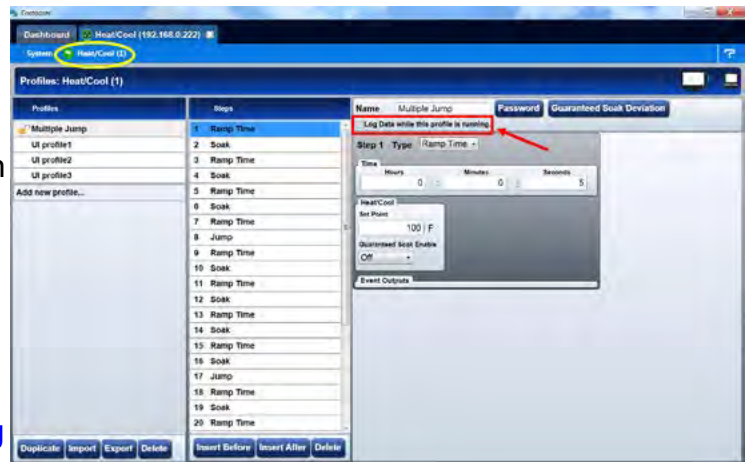 Composer
Dashboard Heat/Cool (192.168.0.222)
System Heat/Cool (1)
?
Profiles: Heat/Cool (1)
Profiles
Multiple Jump
UI profile1
UI profile2
UI profile3
Add new profile...
Duplicate Import Export Delete
Steps
1 Ramp Time
2 Soak
3 Ramp Time
4 Soak
5 Ramp Time
6 Soak
7 Ramp Time
8 Jump
9 Ramp Time
10 Soak
11 Ramp Time
12 Soak
13 Ramp Time
14 Soak
15 Ramp Time
16 Soak
17 Jump
18 Ramp Time
19 Soak
20 Ramp Time
Insert Before Insert After Delete
Name Multiple Jump Password Guaranteed Soak Deviation
Log Data while this profile is running.
Step 1 Type Ramp Time
Time
Hours Minutes Seconds
0 : 0 : 5
Heat/Cool
Set Point
100 F
Guaranteed Soak Enable
Off
Event Outputs
n
g